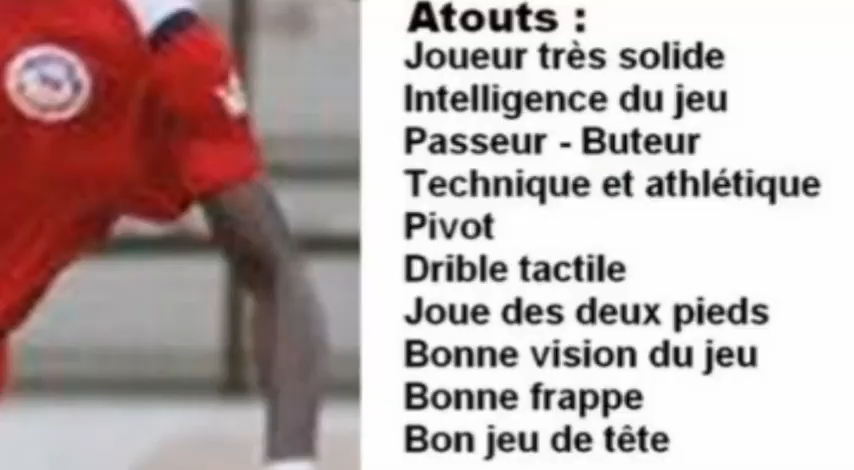 Atouts :
Joueur très solide
Intelligence du jeu
Passeur - Buteur
Technique et athlétique
Pivot
Drible tactile
Joue des deux pieds
Bonne vision du jeu
Bonne frappe
Bon jeu de tête